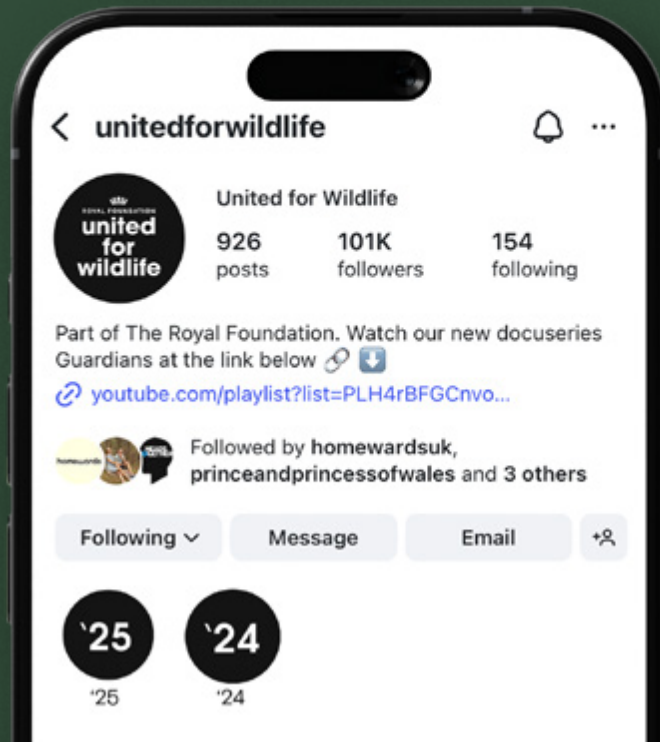 unitedforwildlife
ROYAL FOUNDATION
united
for
wildlife
United for Wildlife
926 101K 154
posts followers following
Part of The Royal Foundation. Watch our new docuseries
Guardians at the link below 🔗 ⬇️
youtube.com/playlist?list=PLH4rBFGCnvo...
homewards
Followed by homewardsuk,
princeandprincessofwales and 3 others
Following Message Email
‵25 ‵24
‘25 ‘24